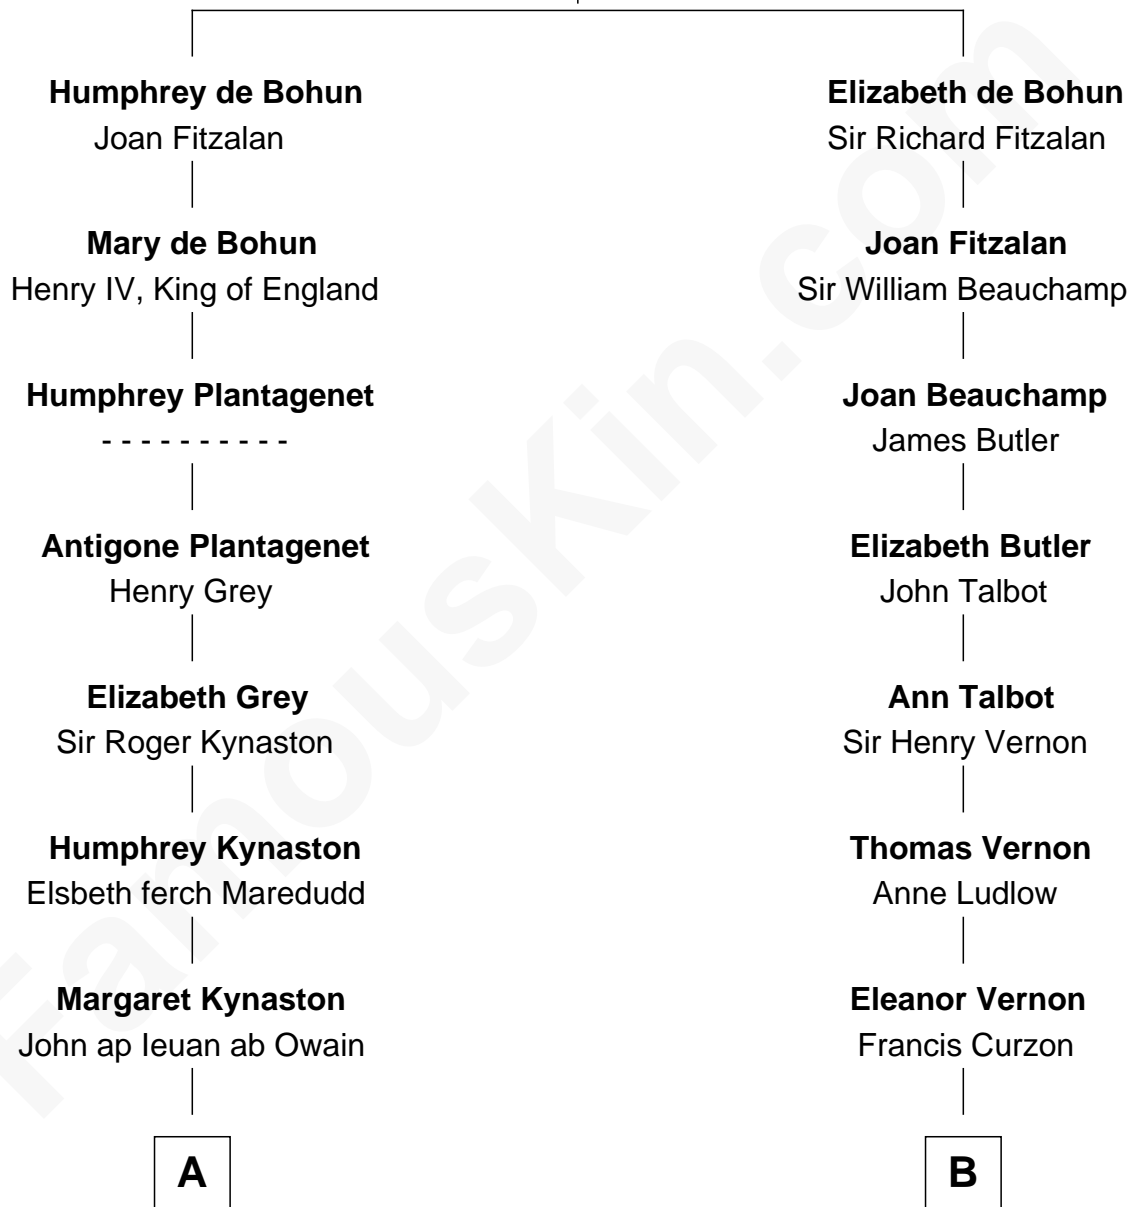 Humphrey de Bohun
Joan Fitzalan
Mary de Bohun
Henry IV, King of England
Humphrey Plantagenet
- - - - - - - - - -
Antigone Plantagenet
Henry Grey
Elizabeth Grey
Sir Roger Kynaston
Humphrey Kynaston
Elsbeth ferch Maredudd
Margaret Kynaston
John ap Ieuan ab Owain
A
Elizabeth de Bohun
Sir Richard Fitzalan
Joan Fitzalan
Sir William Beauchamp
Joan Beauchamp
James Butler
Elizabeth Butler
John Talbot
Ann Talbot
Sir Henry Vernon
Thomas Vernon
Anne Ludlow
Eleanor Vernon
Francis Curzon
B
FamousKin.com